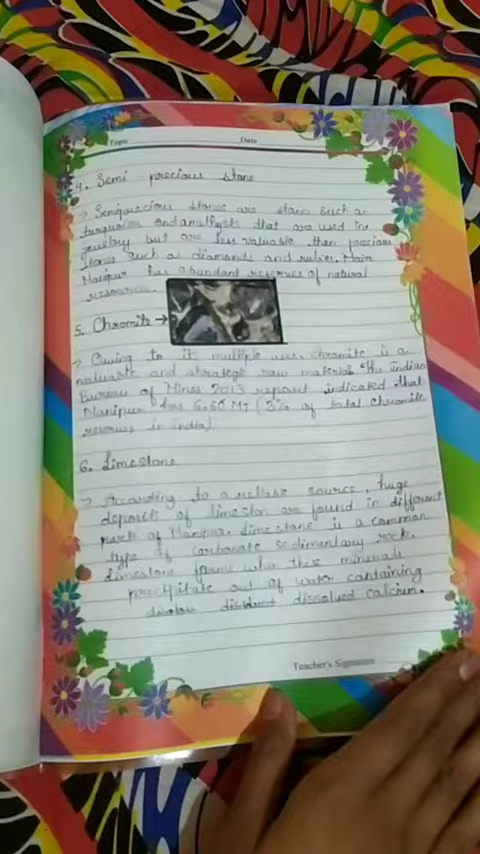 Topic Date
4. Semi-precious stone
→ Semiprecious stones are stones such as
turquoise and amethysts that are used in
jewelry but are less valuable than precious
stones such as diamonds and rubies. Main
Manipur has abundant reserves of natural
resources.
5. Chromite →
→ Owing to its multiple uses, chromite is a
valuable and strategic raw material. The indian
Bureau of Mines 2013 report indicated that
Manipur has 6.66 MT (3% of total chromite
reserves in india)
6. Limestone
→ According to a reliable source, huge
deposits of limestone are found in different
parts of Manipur. Limestone is a common
type of carbonate sedimentary rock.
Limestone forms when these minerals
precipitate out of water containing
dissolved calcium.
Teacher's Signature